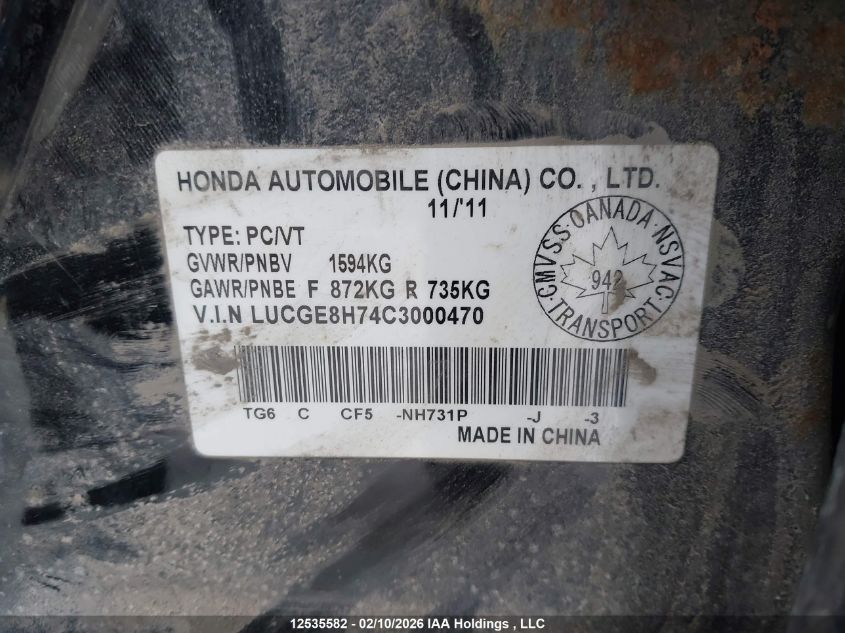 HONDA AUTOMOBILE (CHINA) CO. , LTD.
11/'11
TYPE: PC/VT
GVWR/PNBV 1594KG
GAWR/PNBE F 872KG R 735KG
V.I.N LUCGE8H74C3000470
CMVSS·CANADA·NSVAC
942
TRANSPORT
TG6 C CF5 -NH731P -J -3
MADE IN CHINA
12535582 - 02/10/2026 IAA Holdings , LLC